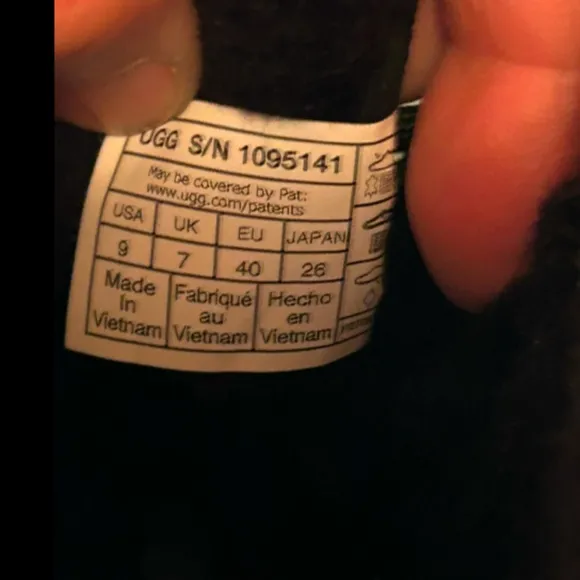 UGG S/N 1095141
May be covered by Pat:
www.ugg.com/patents
USA UK EU JAPAN
9 7 40 26
Made Fabriqué Hecho
In au en
Vietnam Vietnam Vietnam